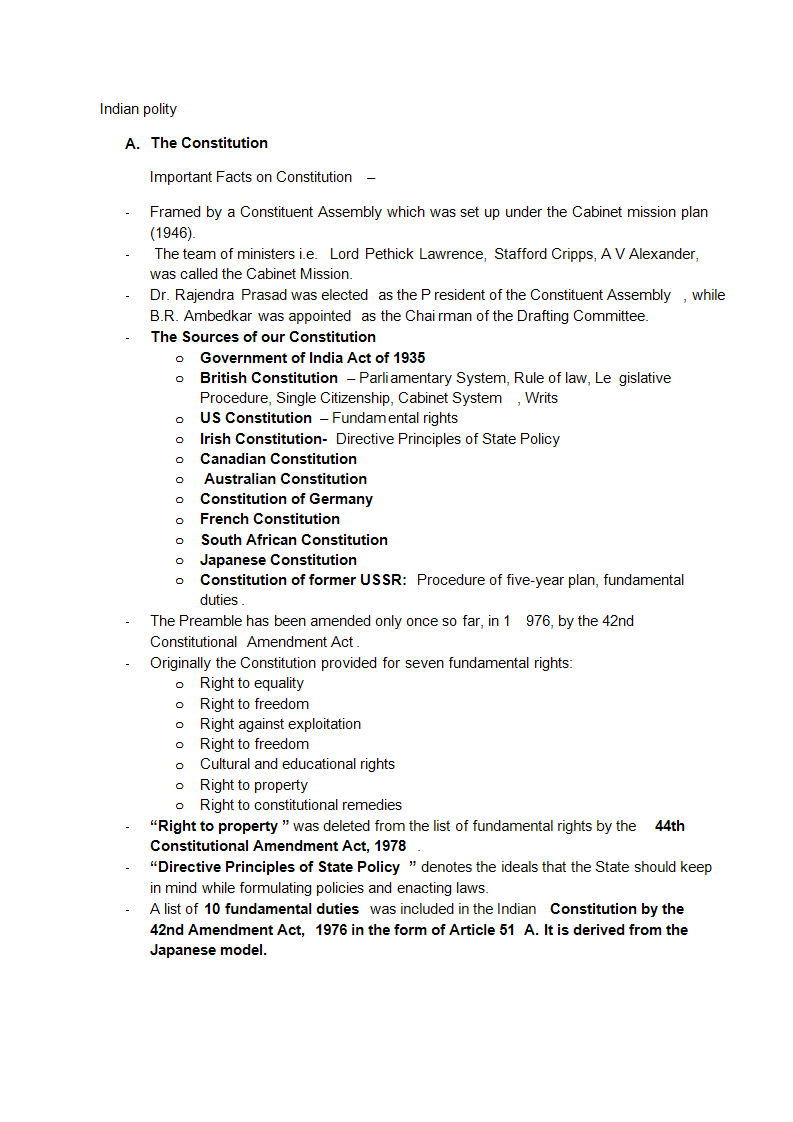 Indian polity
A. The Constitution
Important Facts on Constitution –
- Framed by a Constituent Assembly which was set up under the Cabinet mission plan
(1946).
- The team of ministers i.e. Lord Pethick Lawrence, Stafford Cripps, A V Alexander,
was called the Cabinet Mission.
- Dr. Rajendra Prasad was elected as the P resident of the Constituent Assembly , while
B.R. Ambedkar was appointed as the Chai rman of the Drafting Committee.
- The Sources of our Constitution
o Government of India Act of 1935
o British Constitution – Parliamentary System, Rule of law, Le gislative
Procedure, Single Citizenship, Cabinet System , Writs
o US Constitution – Fundamental rights
o Irish Constitution- Directive Principles of State Policy
o Canadian Constitution
o Australian Constitution
o Constitution of Germany
o French Constitution
o South African Constitution
o Japanese Constitution
o Constitution of former USSR: Procedure of five-year plan, fundamental
duties .
- The Preamble has been amended only once so far, in 1 976, by the 42nd
Constitutional Amendment Act .
- Originally the Constitution provided for seven fundamental rights:
o Right to equality
o Right to freedom
o Right against exploitation
o Right to freedom
o Cultural and educational rights
o Right to property
o Right to constitutional remedies
- “Right to property ” was deleted from the list of fundamental rights by the 44th
Constitutional Amendment Act, 1978 .
- “Directive Principles of State Policy ” denotes the ideals that the State should keep
in mind while formulating policies and enacting laws.
- A list of 10 fundamental duties was included in the Indian Constitution by the
42nd Amendment Act, 1976 in the form of Article 51 A. It is derived from the
Japanese model.